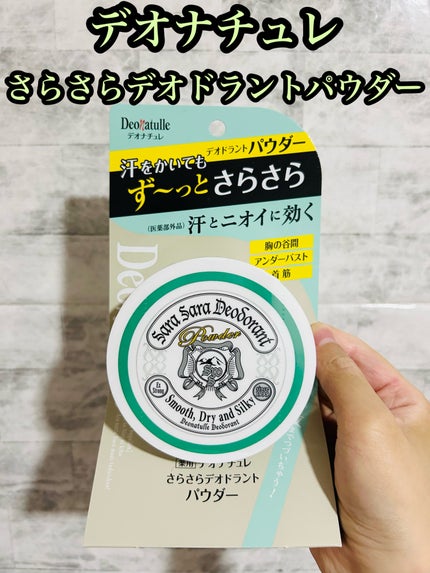 デオナチュレ
さらさらデオドラントパウダー
Deonatulle
デオナチュレ
デオドラントパウダー
汗をかいても
ず〜っとさらさら
(医薬部外品) 汗とニオイに効く
胸の谷間
アンダーバスト
首筋
Sara Sara Deodorant
Powder
Ex Strong
Smooth, Dry and Silky
Deonatulle Deodorant
薬用デオナチュレ
さらさらデオドラント
パウダー